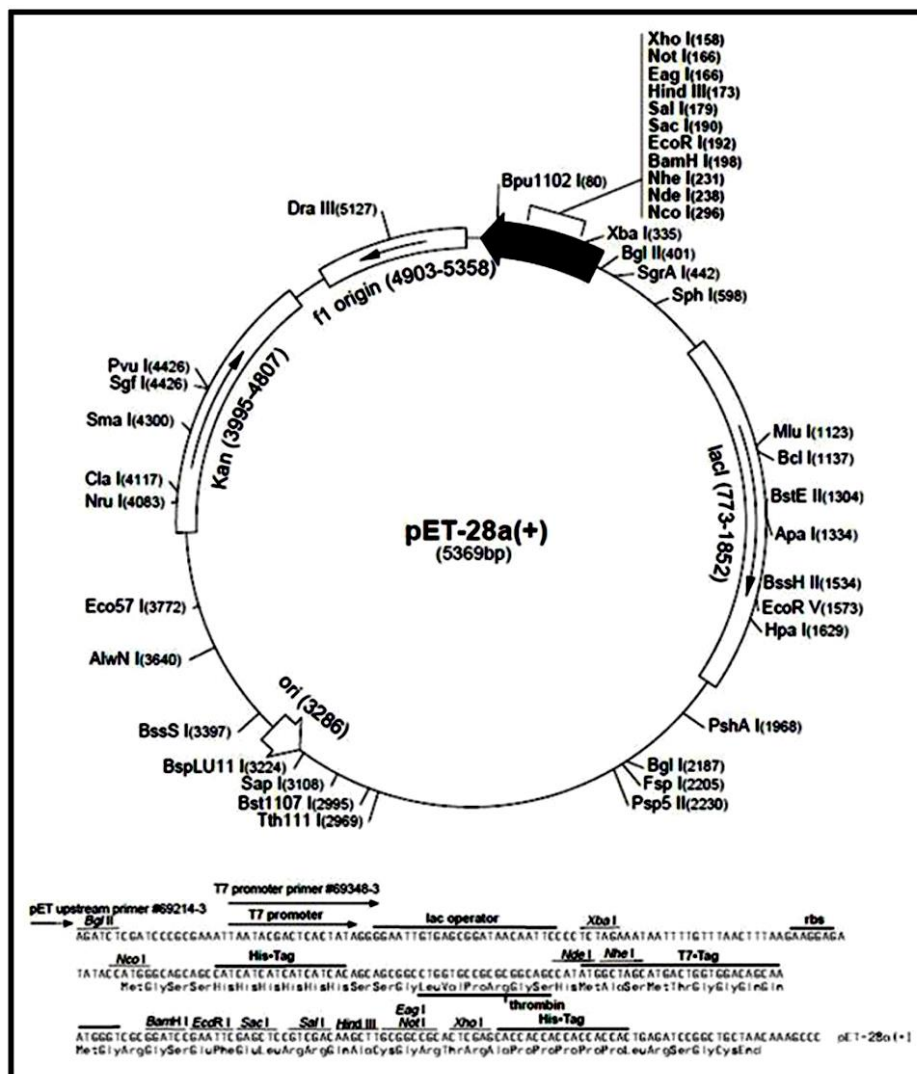 Xho I(158)
Not I(166)
Eag I(166)
Hind III(173)
Sal I(179)
Sac I(190)
EcoR I(192)
BamH I(198)
Nhe I(231)
Nde I(238)
Nco I(296)
Bpu1102 I(80)
Dra III(5127)
Xba I(335)
Bgl II(401)
SgrA I(442)
Sph I(598)
f1 origin (4903-5358)
Pvu I(4426)
Sgf I(4426)
Sma I(4300)
Kan (3995-4807)
Cla I(4117)
Nru I(4083)
lacI (773-1852)
Mlu I(1123)
Bcl I(1137)
BstE II(1304)
Apa I(1334)
pET-28a(+)
(5369bp)
BssH II(1534)
EcoR V(1573)
Hpa I(1629)
Eco57 I(3772)
AlwN I(3640)
ori (3286)
BssS I(3397)
PshA I(1968)
BspLU11 I(3224)
Sap I(3108)
Bst1107 I(2995)
Tth111 I(2969)
Bgl I(2187)
Fsp I(2205)
Psp5 II(2230)
T7 promoter primer #69348-3
pET upstream primer #69214-3
Bgl II T7 promoter lac operator Xba I rbs
AGATCTCGATCCCGCGAAATTAATACGACTCACTATAGGGGAATTGTGAGCGGATAACAATTCCCCTCTAGAAATAATTTTGTTTAACTTTAAGAAGGAGA
Nco I His•Tag Nde I Nhe I T7•Tag
TATACCATGGGCAGCAGCCATCATCATCATCATCACAGCAGCGGCCTGGTGCCGCGCGGCAGCCATATGGCTAGCATGACTGGTGGACAGCAA
MetGlySerSerHisHisHisHisHisHisSerSerGlyLeuValProArgGlySerHisMetAlaSerMetThrGlyGlyGlnGln
thrombin
BamH I EcoR I Sac I Sal I Hind III Eag I Not I Xho I His•Tag
ATGGGTCGCGGATCCGAATTCGAGCTCCGTCGACAAGCTTGCGGCCGCACTCGAGCACCACCACCACCACCACTGAGATCCGGCTGCTAACAAAGCCC pET-28a(+)
MetGlyArgGlySerGluPheGluLeuArgArgGlnAlaCysGlyArgThrArgAlaProProProProProLeuArgSerGlyCysEnd